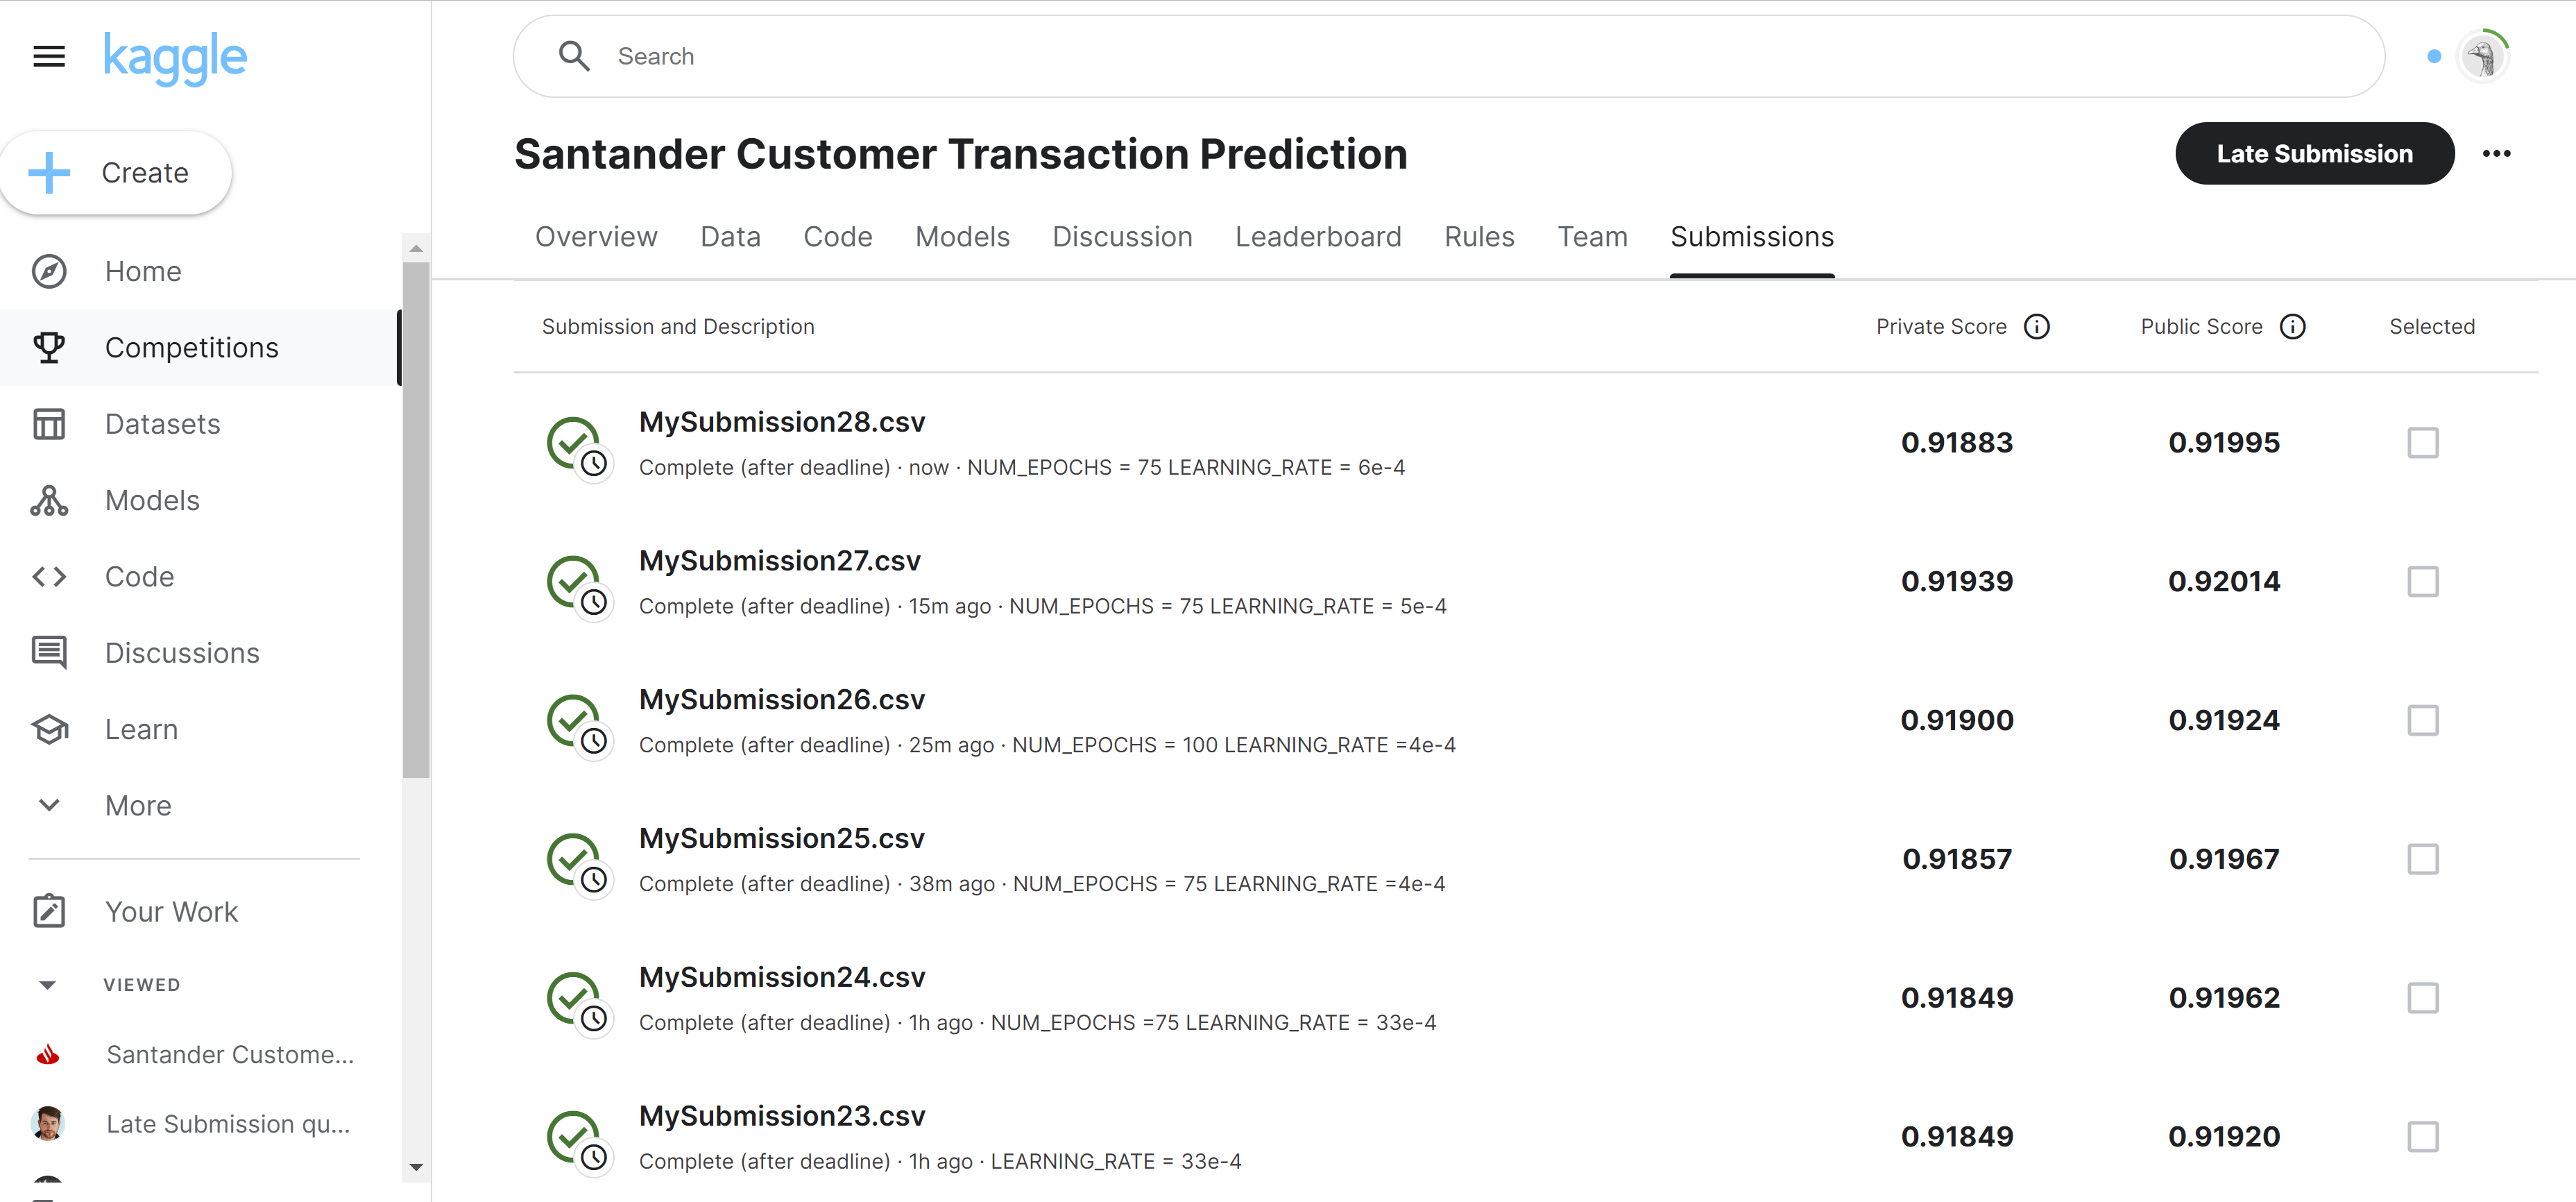 kaggle
Search
Create
Santander Customer Transaction Prediction
Late Submission
Overview Data Code Models Discussion Leaderboard Rules Team Submissions
Home
Competitions
Datasets
Models
Code
Discussions
Learn
More
Your Work
VIEWED
Santander Custome...
Late Submission qu...
Submission and Description Private Score Public Score Selected
MySubmission28.csv
Complete (after deadline) · now · NUM_EPOCHS = 75 LEARNING_RATE = 6e-4
0.91883 0.91995
MySubmission27.csv
Complete (after deadline) · 15m ago · NUM_EPOCHS = 75 LEARNING_RATE = 5e-4
0.91939 0.92014
MySubmission26.csv
Complete (after deadline) · 25m ago · NUM_EPOCHS = 100 LEARNING_RATE =4e-4
0.91900 0.91924
MySubmission25.csv
Complete (after deadline) · 38m ago · NUM_EPOCHS = 75 LEARNING_RATE =4e-4
0.91857 0.91967
MySubmission24.csv
Complete (after deadline) · 1h ago · NUM_EPOCHS =75 LEARNING_RATE = 33e-4
0.91849 0.91962
MySubmission23.csv
Complete (after deadline) · 1h ago · LEARNING_RATE = 33e-4
0.91849 0.91920